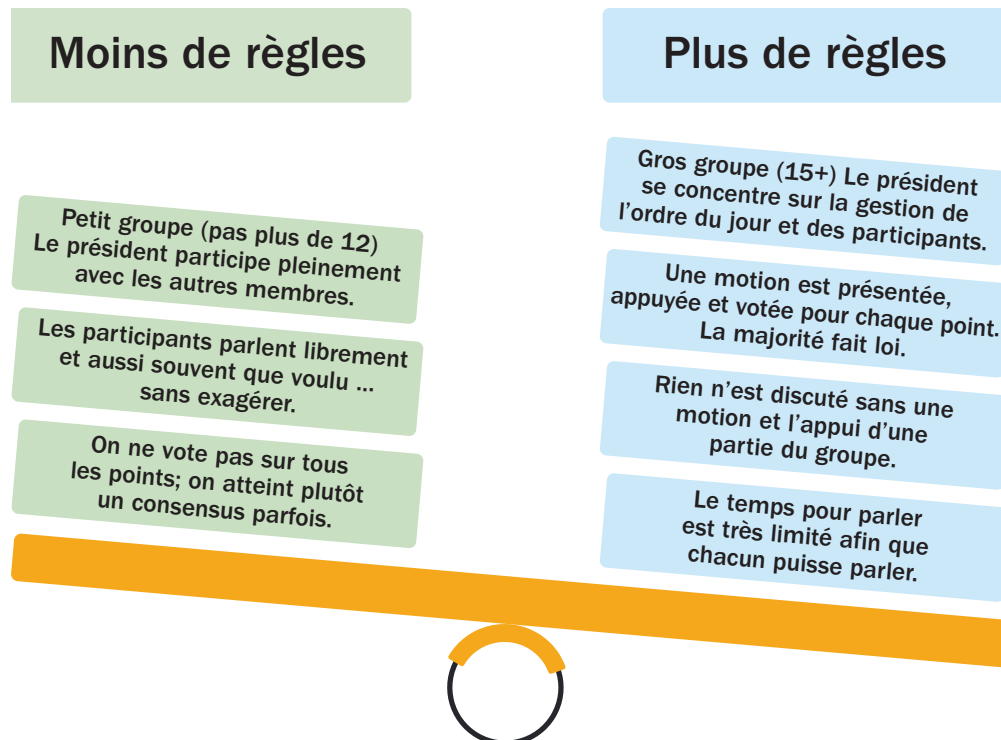 Moins de règles
Petit groupe (pas plus de 12)
Le président participe pleinement
avec les autres membres.
Les participants parlent librement
et aussi souvent que voulu ...
sans exagérer.
On ne vote pas sur tous
les points; on atteint plutôt
un consensus parfois.
Plus de règles
Gros groupe (15+) Le président
se concentre sur la gestion de
l’ordre du jour et des participants.
Une motion est présentée,
appuyée et votée pour chaque point.
La majorité fait loi.
Rien n’est discuté sans une
motion et l’appui d’une
partie du groupe.
Le temps pour parler
est très limité afin que
chacun puisse parler.